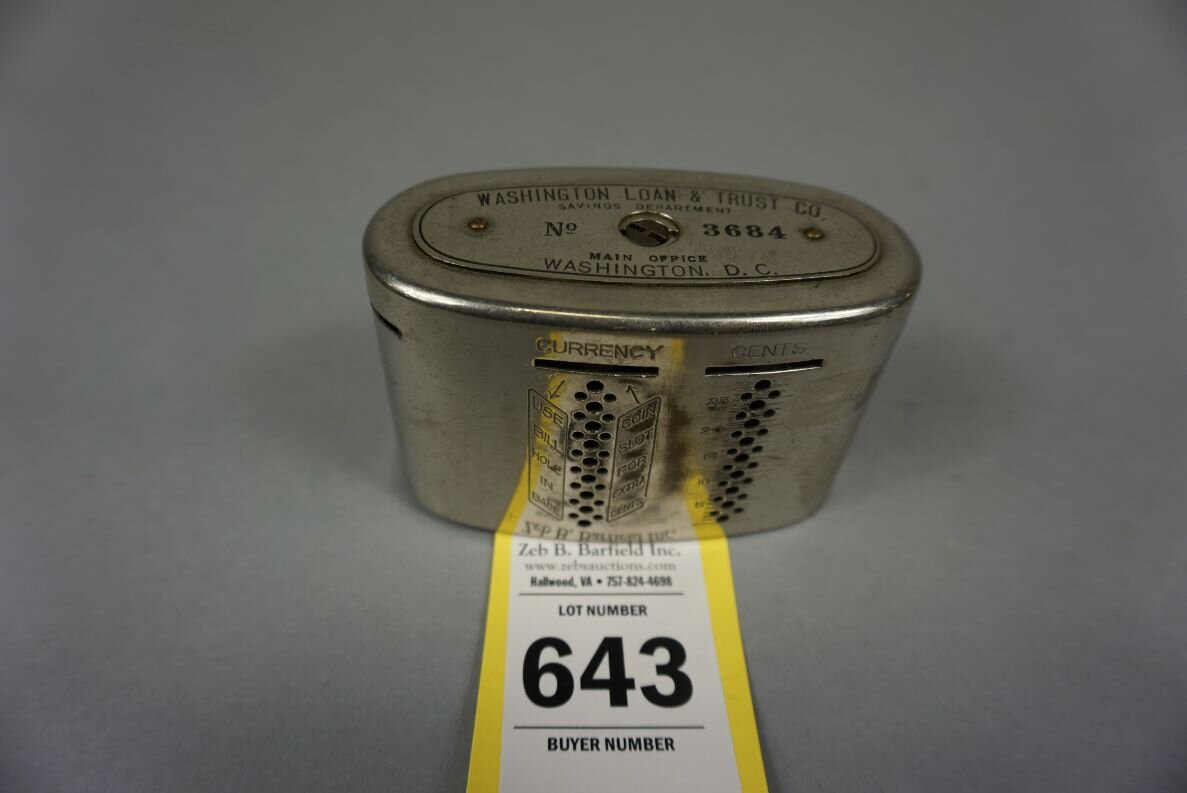 WASHINGTON LOAN & TRUST CO.
SAVINGS DEPARTMENT
No 3684
MAIN OFFICE
WASHINGTON, D.C.
CURRENCY
CENTS
USE
BILL
HOLE
IN
BASE
COIN
SLOT
FOR
EXTRA
CENTS
25
20
15
10
5
Zeb B. Barfield Inc.
www.zebsauctions.com
Hallwood, VA • 757-824-4698
LOT NUMBER
643
BUYER NUMBER